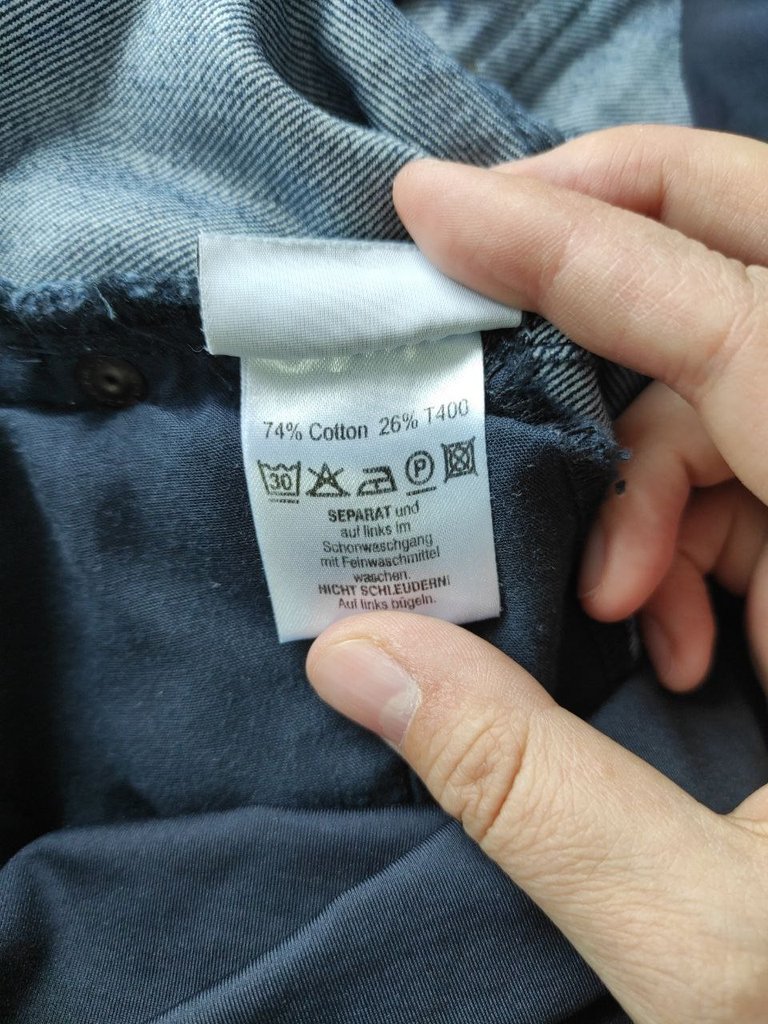 74% Cotton 26% T400
30 P
SEPARAT und
auf links im
Schonwaschgang
mit Feinwaschmittel
waschen.
NICHT SCHLEUDERN!
Auf links bügeln.